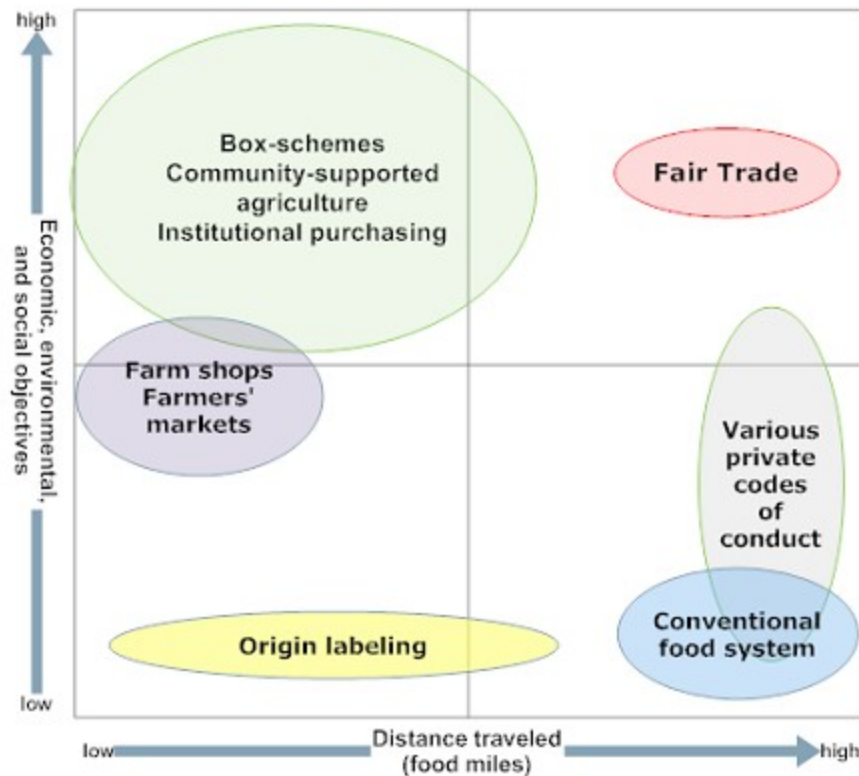 high
Box-schemes
Community-supported
agriculture
Institutional purchasing
Fair Trade
Economic, environmental,
and social objectives
Farm shops
Farmers'
markets
Various
private
codes
of
conduct
Origin labeling
Conventional
food system
low
low
Distance traveled
(food miles)
high